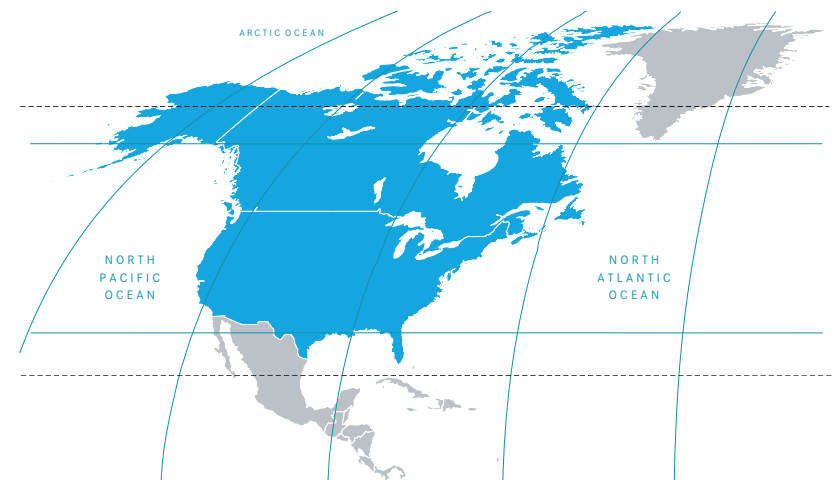 ARCTIC OCEAN
NORTH
PACIFIC
OCEAN
NORTH
ATLANTIC
OCEAN